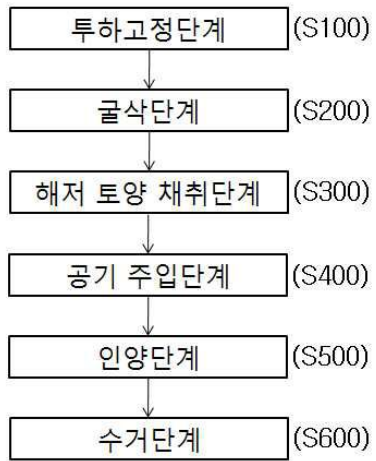 투하고정단계 (S100)
굴삭단계 (S200)
해저 토양 채취단계 (S300)
공기 주입단계 (S400)
인양단계 (S500)
수거단계 (S600)